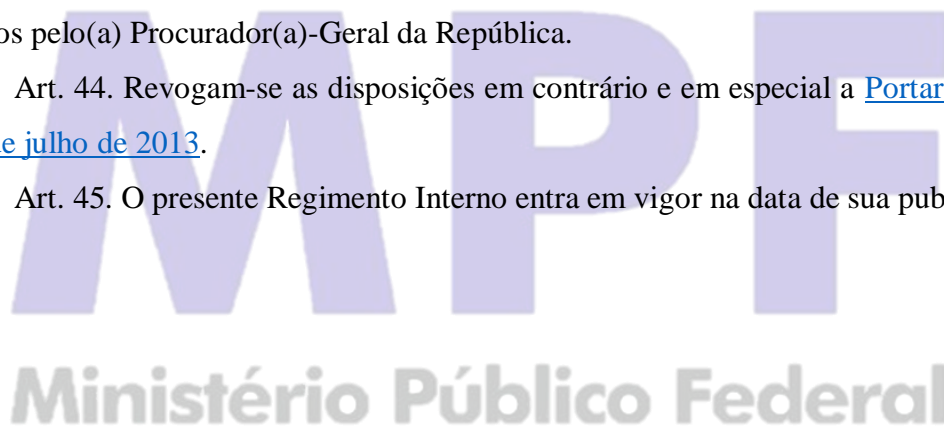 os pelo(a) Procurador(a)-Geral da República.
Art. 44. Revogam-se as disposições em contrário e em especial a Portar
e julho de 2013.
Art. 45. O presente Regimento Interno entra em vigor na data de sua pub
MPF
Ministério Público Federal